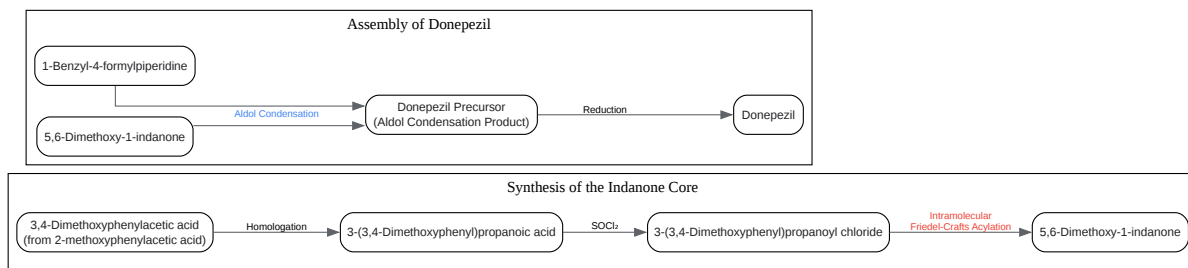 Assembly of Donepezil
1-Benzyl-4-formylpiperidine
Aldol Condensation
5,6-Dimethoxy-1-indanone
Donepezil Precursor
(Aldol Condensation Product)
Reduction
Donepezil
Synthesis of the Indanone Core
3,4-Dimethoxyphenylacetic acid
(from 2-methoxyphenylacetic acid)
Homologation
3-(3,4-Dimethoxyphenyl)propanoic acid
SOCl₂
3-(3,4-Dimethoxyphenyl)propanoyl chloride
Intramolecular
Friedel-Crafts Acylation
5,6-Dimethoxy-1-indanone